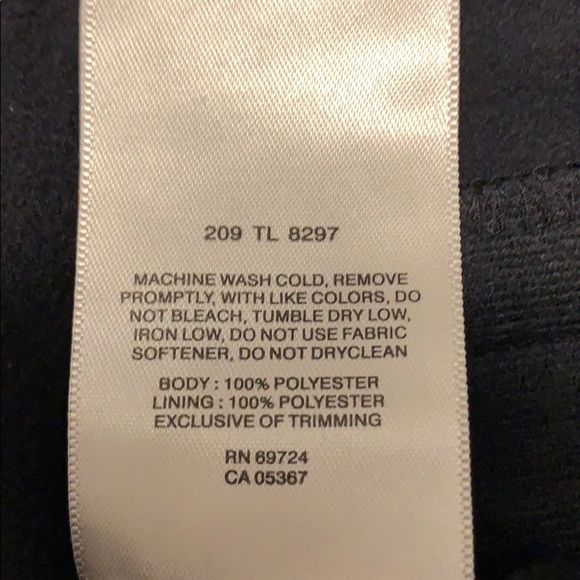 209 TL 8297
MACHINE WASH COLD, REMOVE
PROMPTLY, WITH LIKE COLORS, DO
NOT BLEACH, TUMBLE DRY LOW,
IRON LOW, DO NOT USE FABRIC
SOFTENER, DO NOT DRYCLEAN
BODY : 100% POLYESTER
LINING : 100% POLYESTER
EXCLUSIVE OF TRIMMING
RN 69724
CA 05367